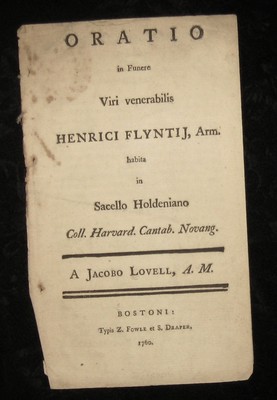 ORATIO
in Funere
Viri venerabilis
HENRICI FLYNTIJ, Arm.
habita
in
Sacello Holdeniano
Coll. Harvard. Cantab. Novang.
A JACOBO LOVELL, A. M.
BOSTONI:
Typis Z. FOWLE et S. DRAPER,
1760.